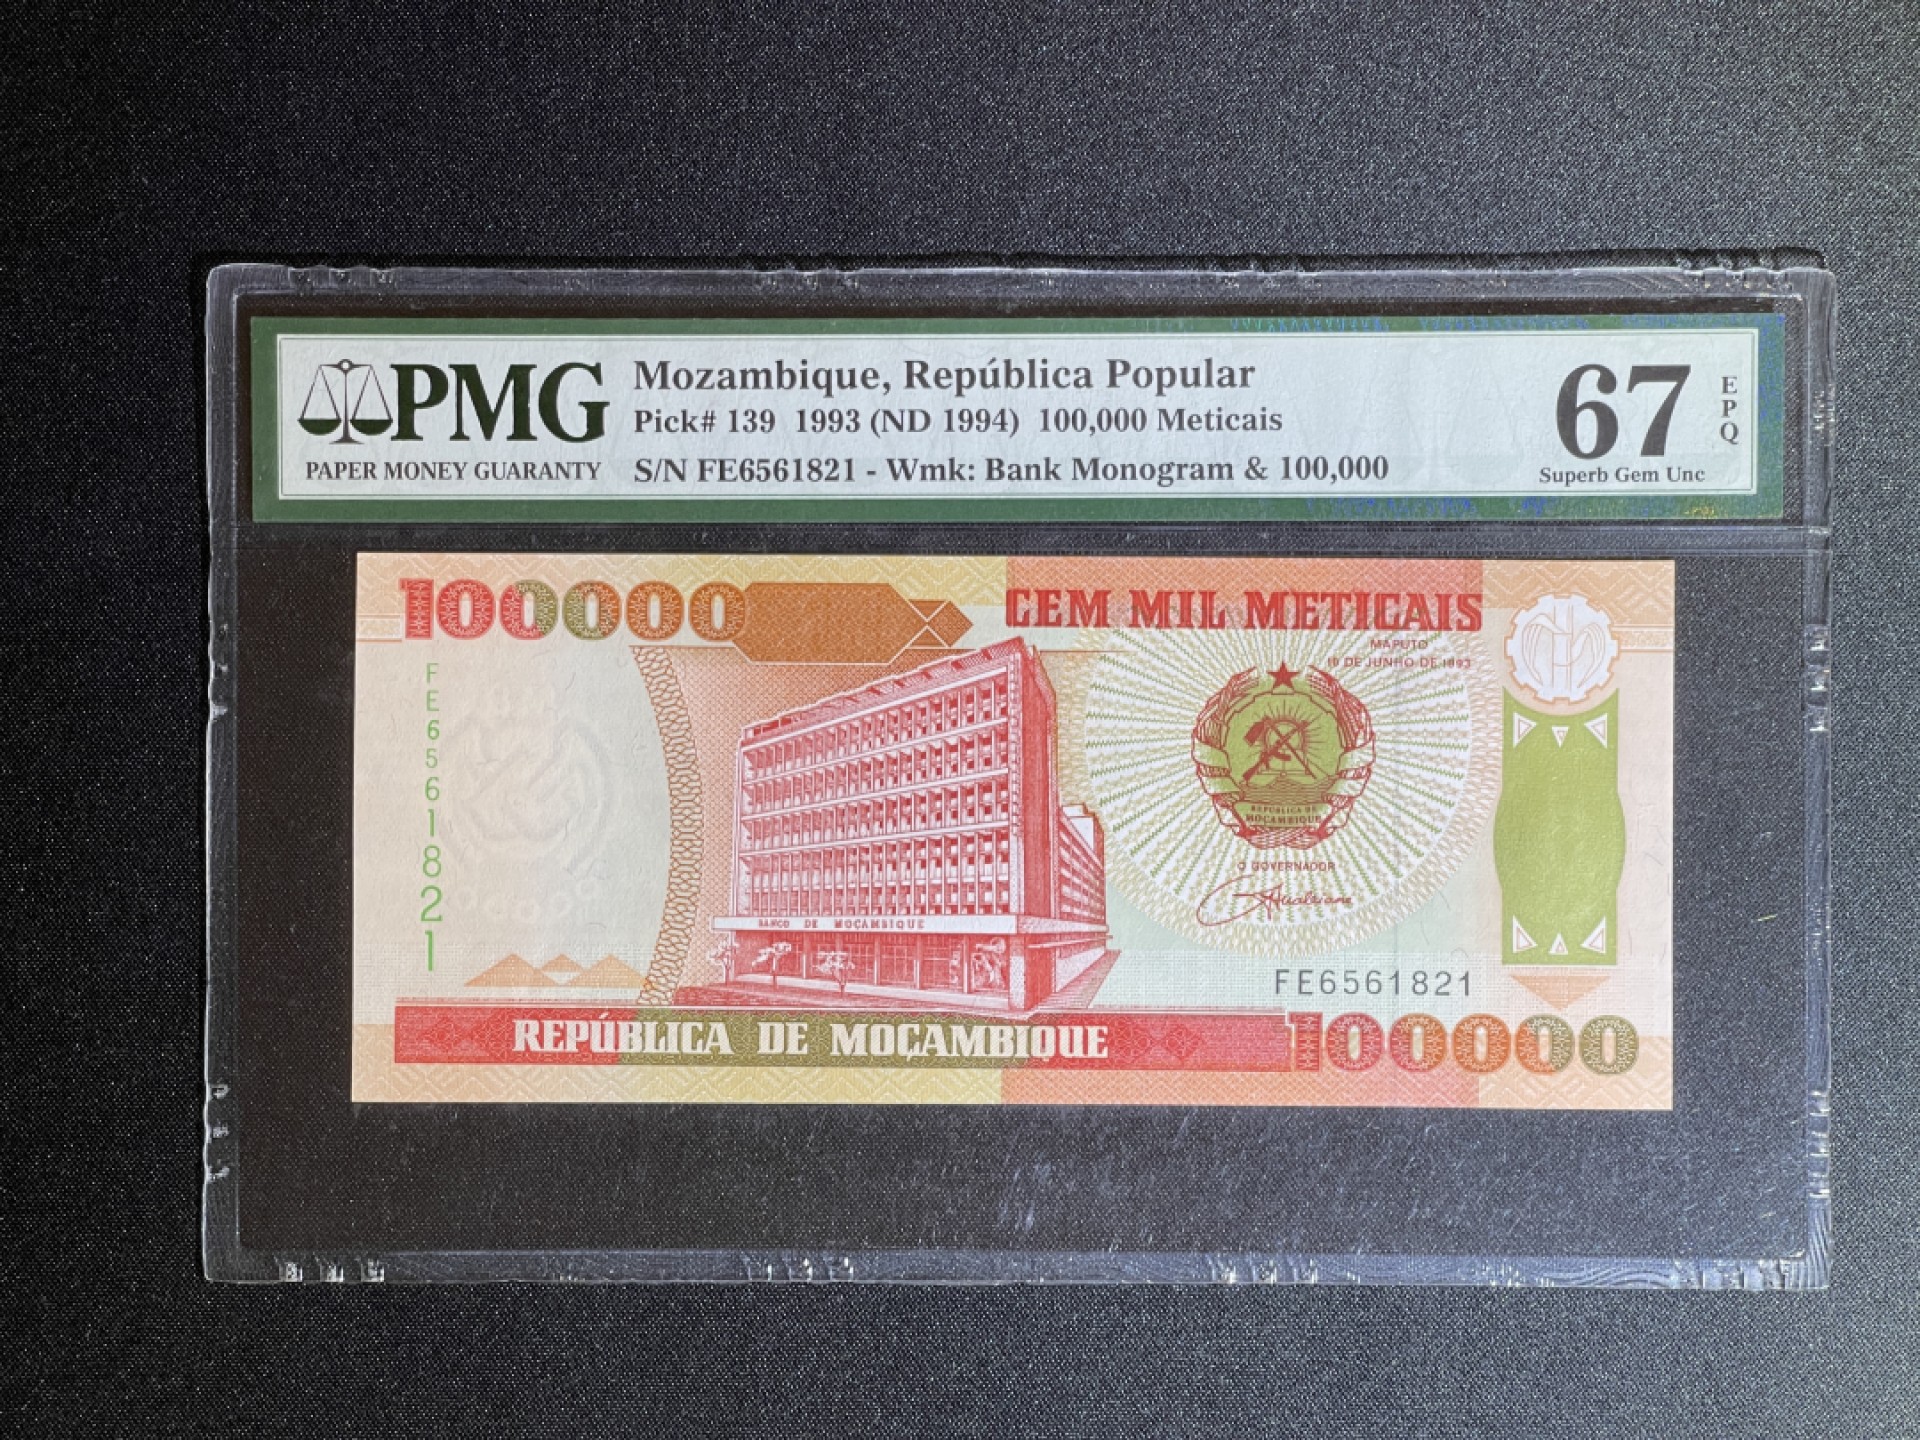 PMG
PAPER MONEY GUARANTY
Mozambique, República Popular
Pick# 139 1993 (ND 1994) 100,000 Meticais
S/N FE6561821 - Wmk: Bank Monogram & 100,000
67
EPQ
Superb Gem Unc
100000
CEM MIL METICAIS
MAPUTO
16 DE JUNHO DE 1993
FE6561821
REPÚBLICA DE
MOÇAMBIQUE
O GOVERNADOR
BANCO DE MOÇAMBIQUE
FE6561821
REPÚBLICA DE MOÇAMBIQUE
100000